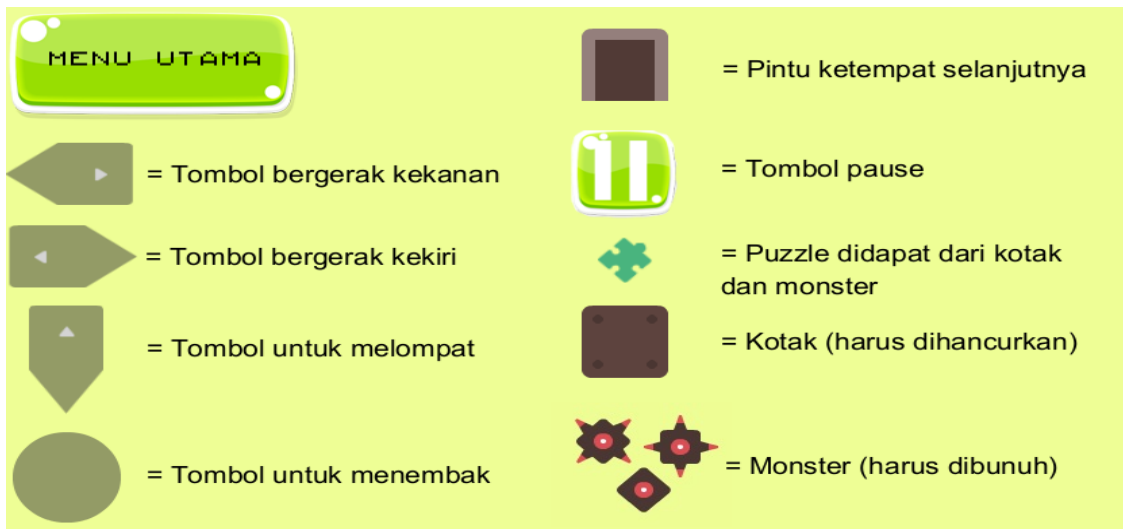 MENU UTAMA
= Tombol bergerak kekanan
= Tombol bergerak kekiri
= Tombol untuk melompat
= Tombol untuk menembak
= Pintu ketempat selanjutnya
= Tombol pause
= Puzzle didapat dari kotak
dan monster
= Kotak (harus dihancurkan)
= Monster (harus dibunuh)